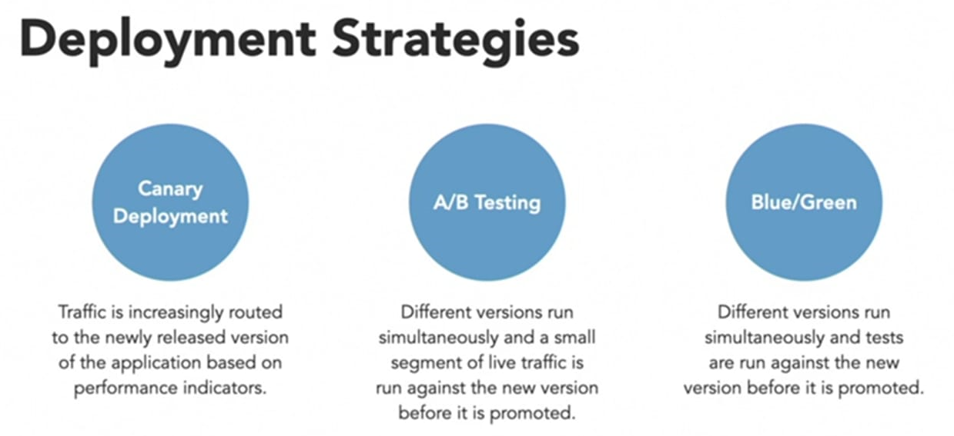 Deployment Strategies
Canary
Deployment
Traffic is increasingly routed
to the newly released version
of the application based on
performance indicators.
A/B Testing
Different versions run
simultaneously and a small
segment of live traffic is
run against the new version
before it is promoted.
Blue/Green
Different versions run
simultaneously and tests
are run against the new
version before it is promoted.